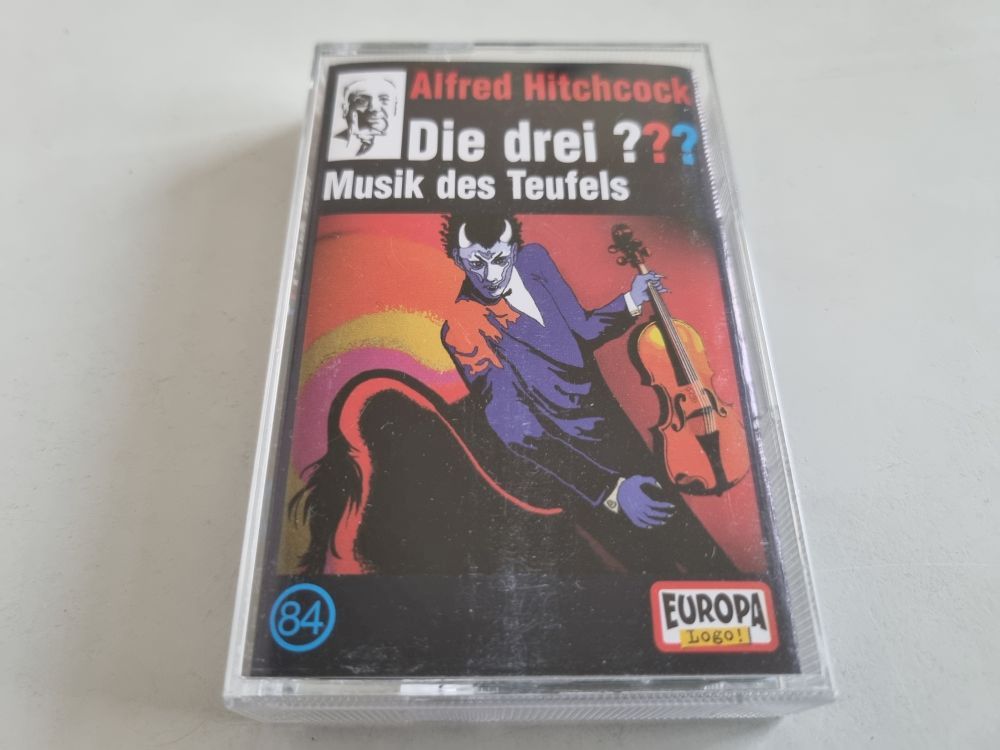 Alfred Hitchcock
Die drei ???
Musik des Teufels
84
EUROPA
Logo!